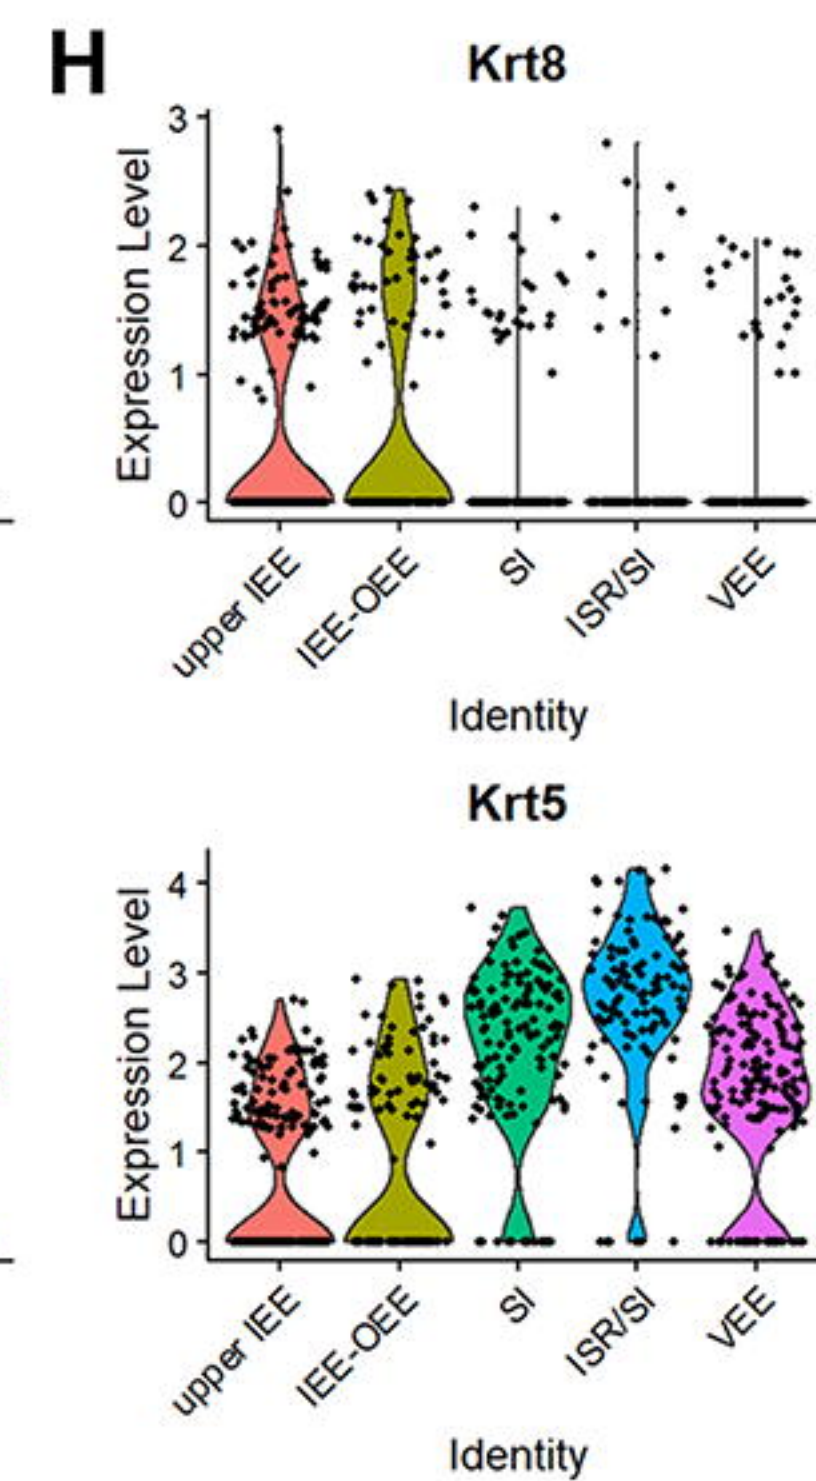 H
Krt8
Expression Level
3
2
1
0
upper IEE
IEE-OEE
SI
ISR/SI
VEE
Identity
Krt5
Expression Level
4
3
2
1
0
upper IEE
IEE-OEE
SI
ISR/SI
VEE
Identity